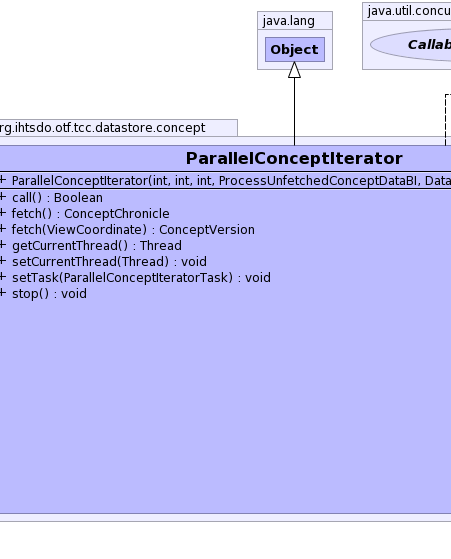 java.lang
java.util.concu
Object
Callab
rg.ihtsdo.otf.tcc.datastore.concept
ParallelConceptIterator
+ ParallelConceptIterator(int, int, int, ProcessUnfetchedConceptDataBI, Data
+ call() : Boolean
+ fetch() : ConceptChronicle
+ fetch(ViewCoordinate) : ConceptVersion
+ getCurrentThread() : Thread
+ setCurrentThread(Thread) : void
+ setTask(ParallelConceptIteratorTask) : void
+ stop() : void